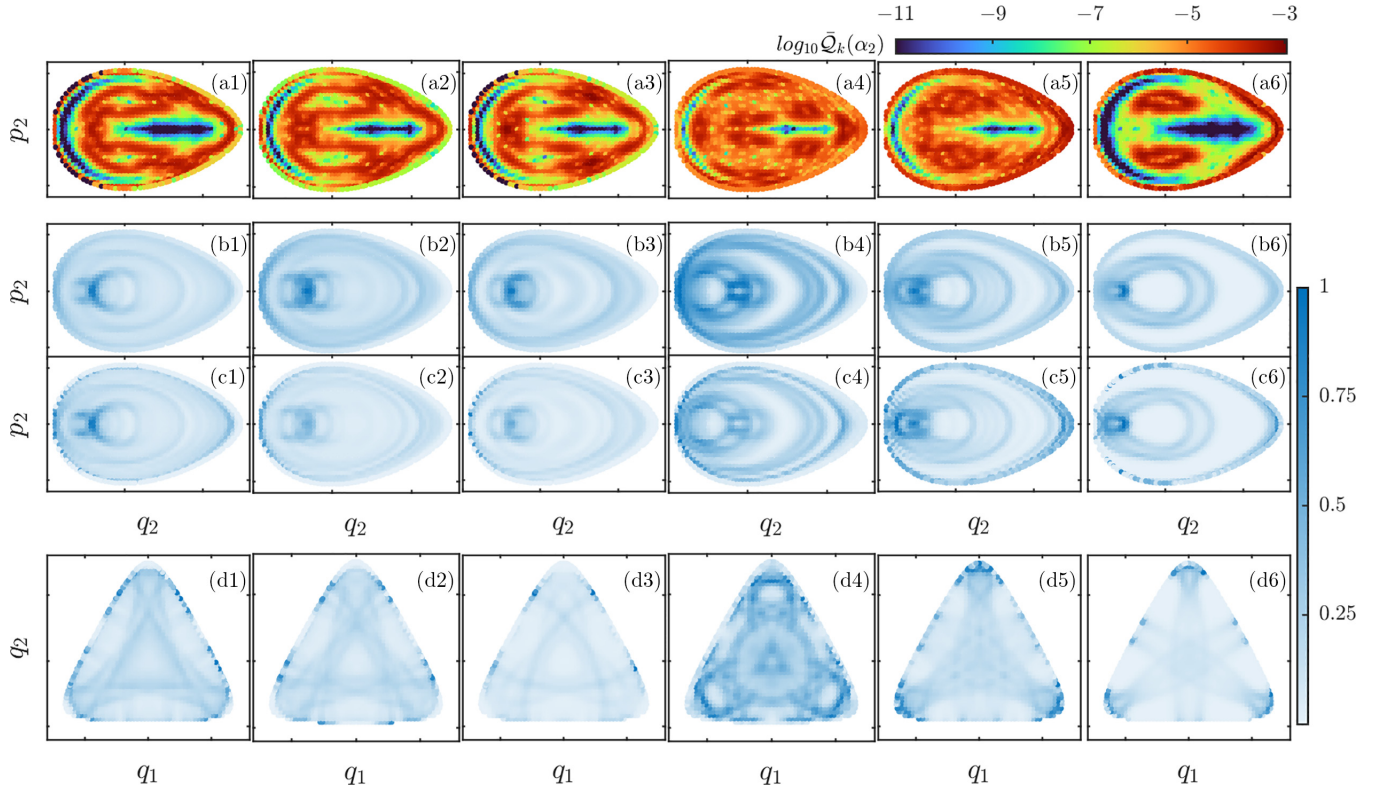 −11 −9 −7 −5 −3
log₁₀ Q̄ₖ(α₂)
p₂ (a1) (a2) (a3) (a4) (a5) (a6)
p₂ (b1) (b2) (b3) (b4) (b5) (b6)
p₂ (c1) (c2) (c3) (c4) (c5) (c6)
q₂ q₂ q₂ q₂ q₂ q₂
q₂ (d1) (d2) (d3) (d4) (d5) (d6)
q₁ q₁ q₁ q₁ q₁ q₁
1
0.75
0.5
0.25